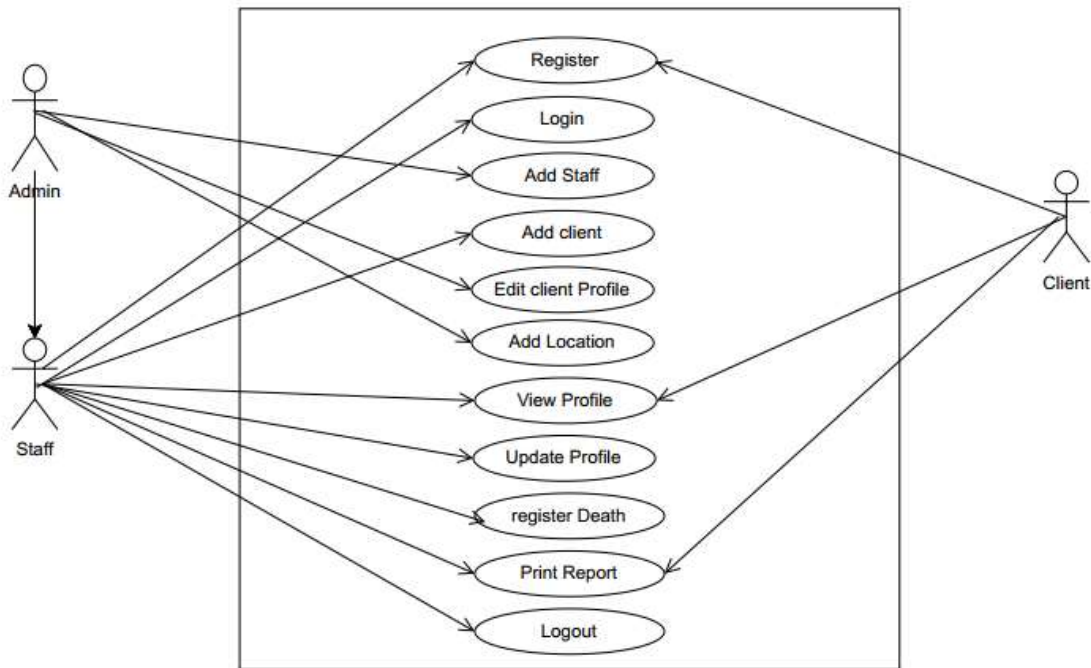 Register
Login
Add Staff
Admin
Add client
Edit client Profile
Client
Add Location
View Profile
Staff
Update Profile
register Death
Print Report
Logout